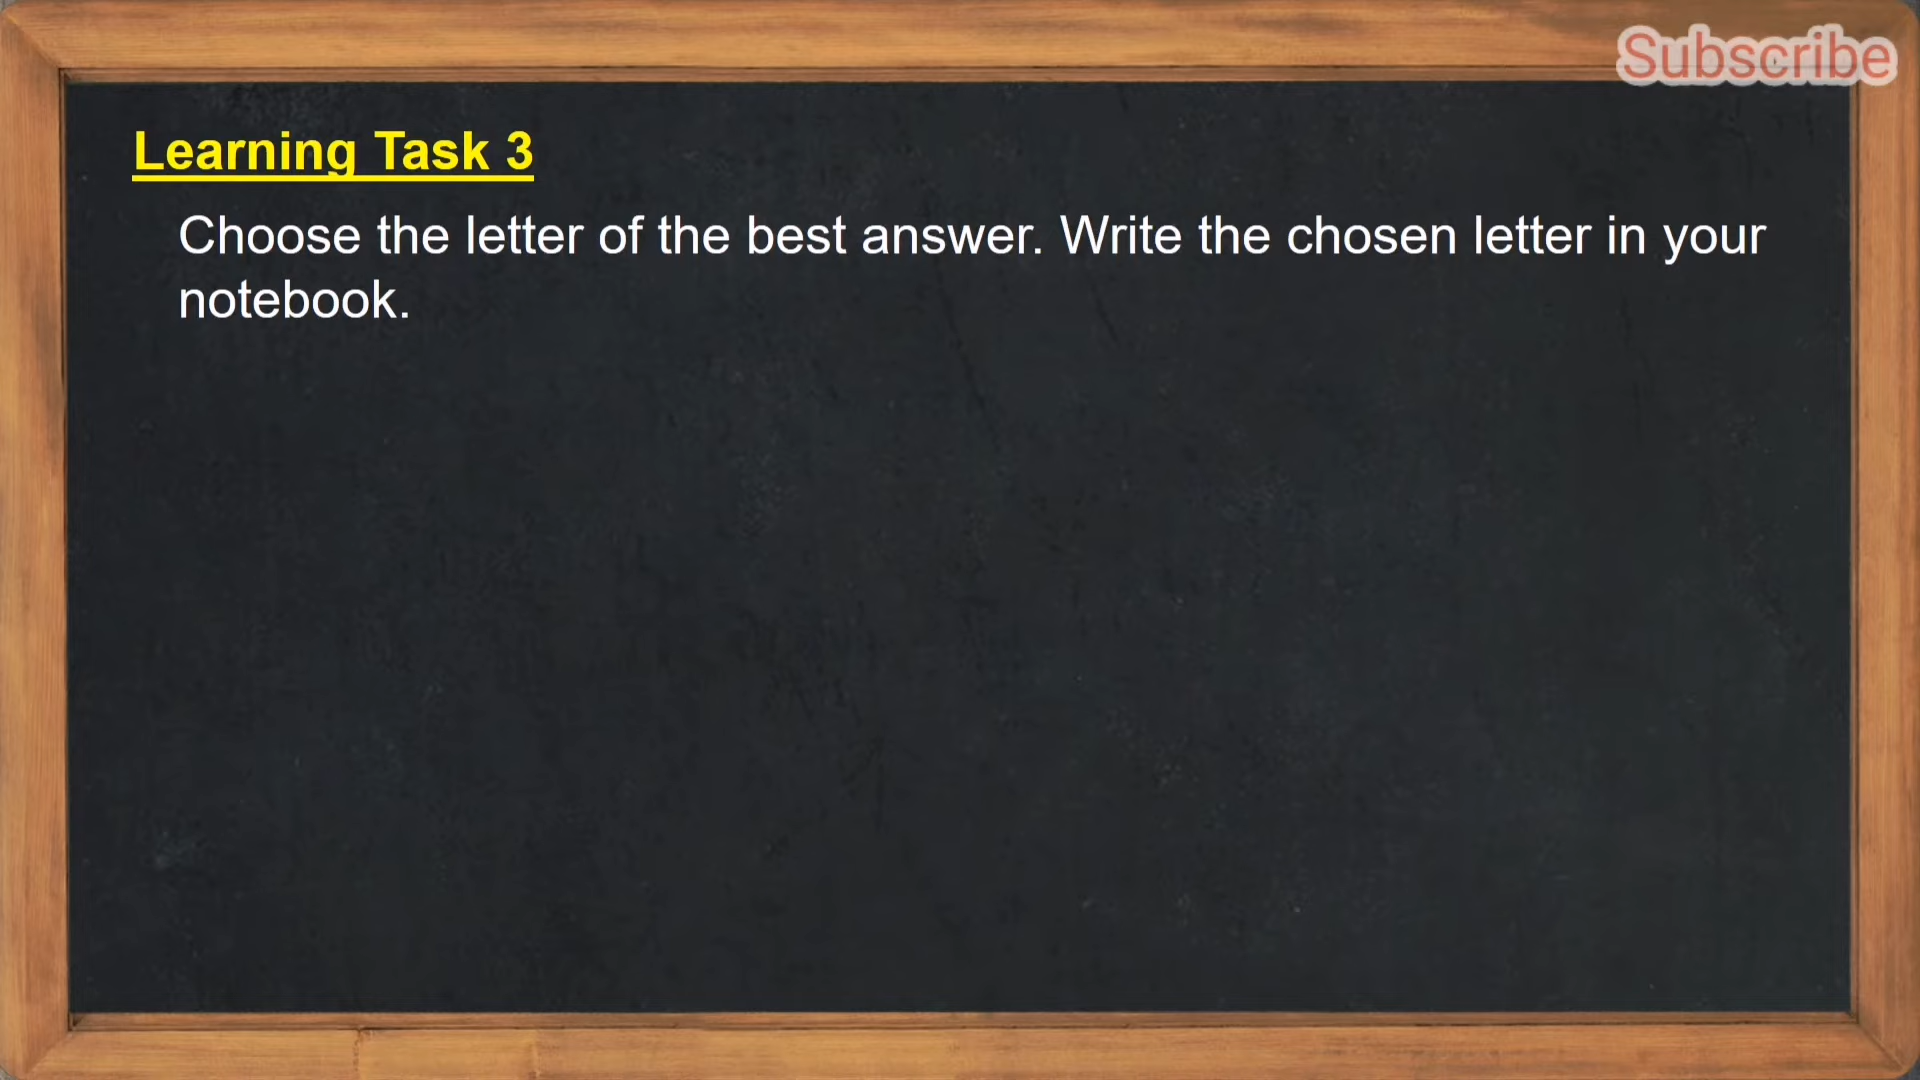 Subscribe
Learning Task 3
Choose the letter of the best answer. Write the chosen letter in your
notebook.